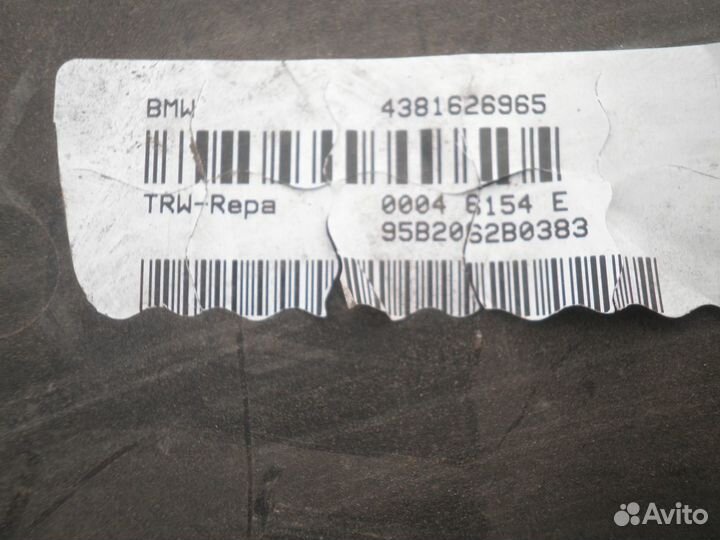 BMW 4381626965
TRW-Repa 0004 6154 E
95B2062B0383
Avito